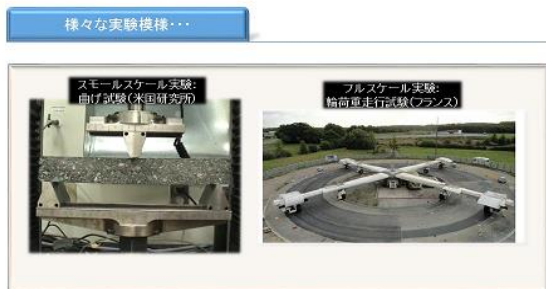 様々な実験模様･･･
スモールスケール実験:
曲げ試験(米国研究所)
フルスケール実験:
輪荷重走行試験(フランス)